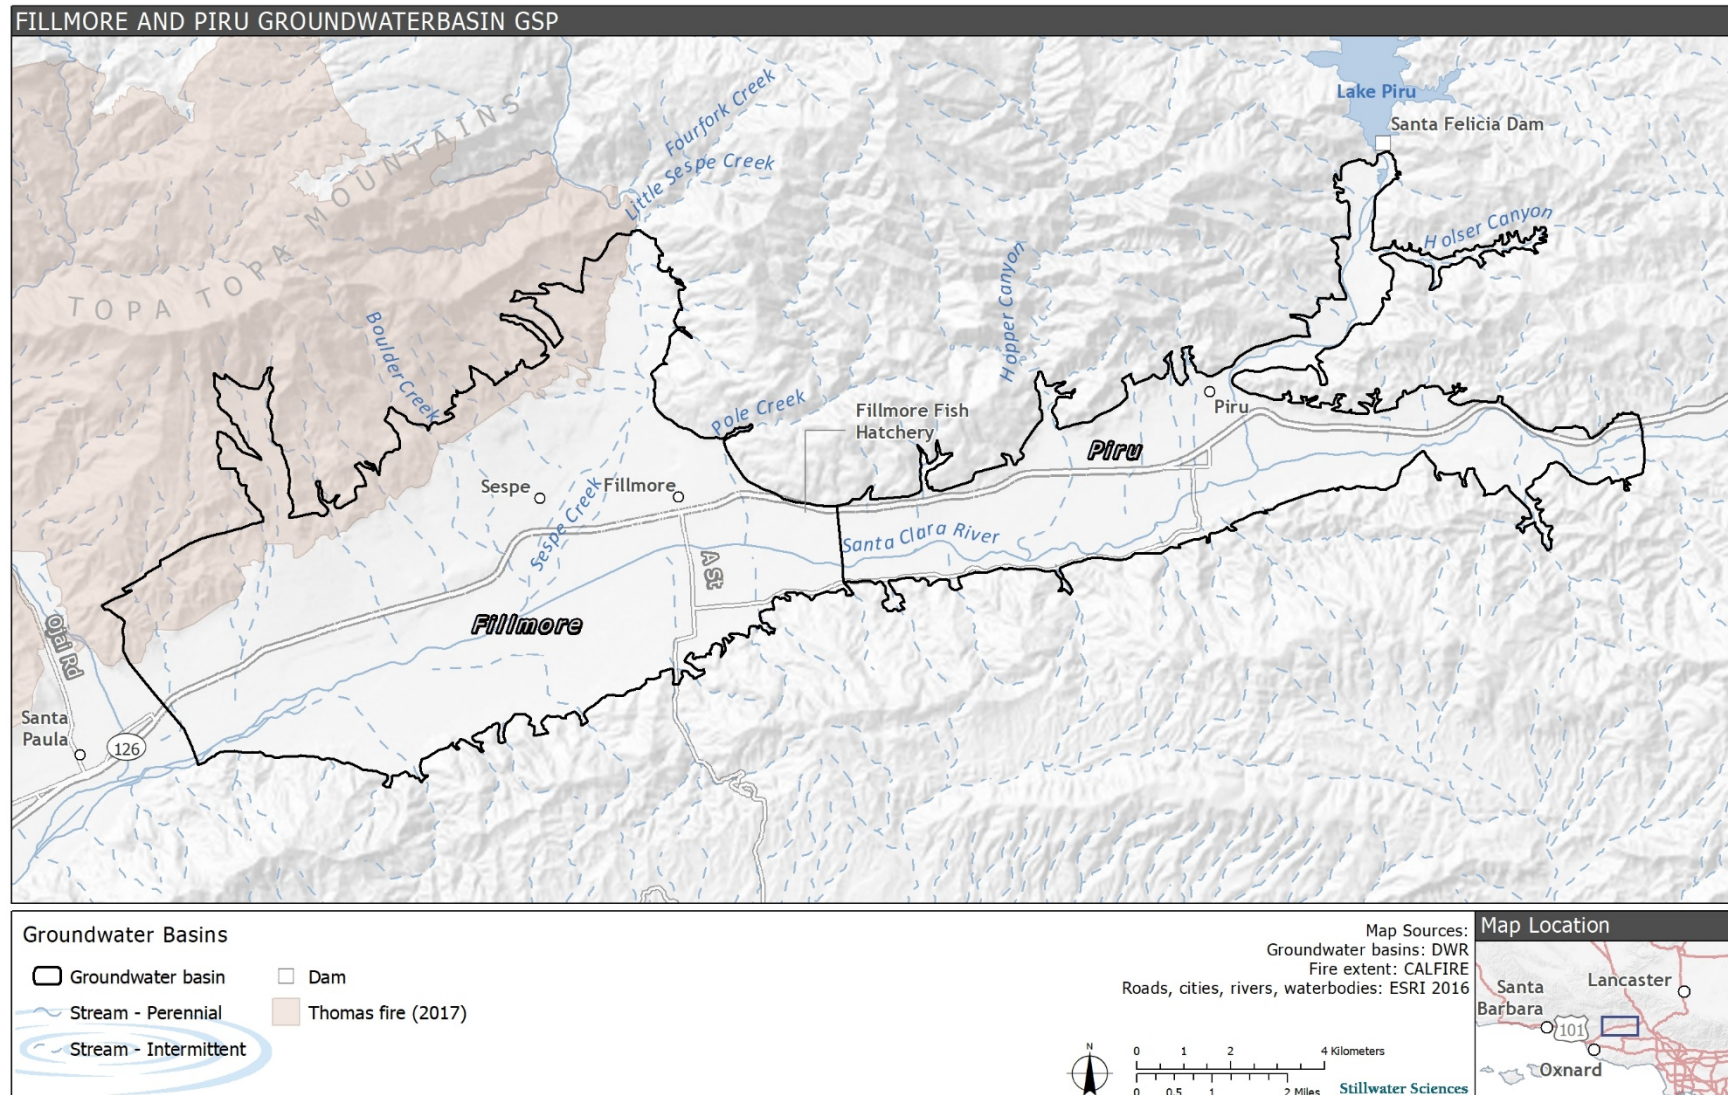 FILLMORE AND PIRU GROUNDWATERBASIN GSP
Lake Piru
Santa Felicia Dam
Fourfork Creek
Little Sespe Creek
TOPA TOPA MOUNTAINS
Holser Canyon
Hopper Canyon
Boulder Creek
Pole Creek
Fillmore Fish
Hatchery
Piru
Piru
Sespe
Fillmore
Sespe Creek
Santa Clara River
A St
Fillmore
Ojai Rd
Santa
Paula
126
Groundwater Basins
Groundwater basin
Dam
Stream - Perennial
Thomas fire (2017)
Stream - Intermittent
Map Sources:
Groundwater basins: DWR
Fire extent: CALFIRE
Roads, cities, rivers, waterbodies: ESRI 2016
N
0 1 2 4 Kilometers
0 0.5 1 2 Miles
Stillwater Sciences
Map Location
Lancaster
Santa
Barbara
101
Oxnard